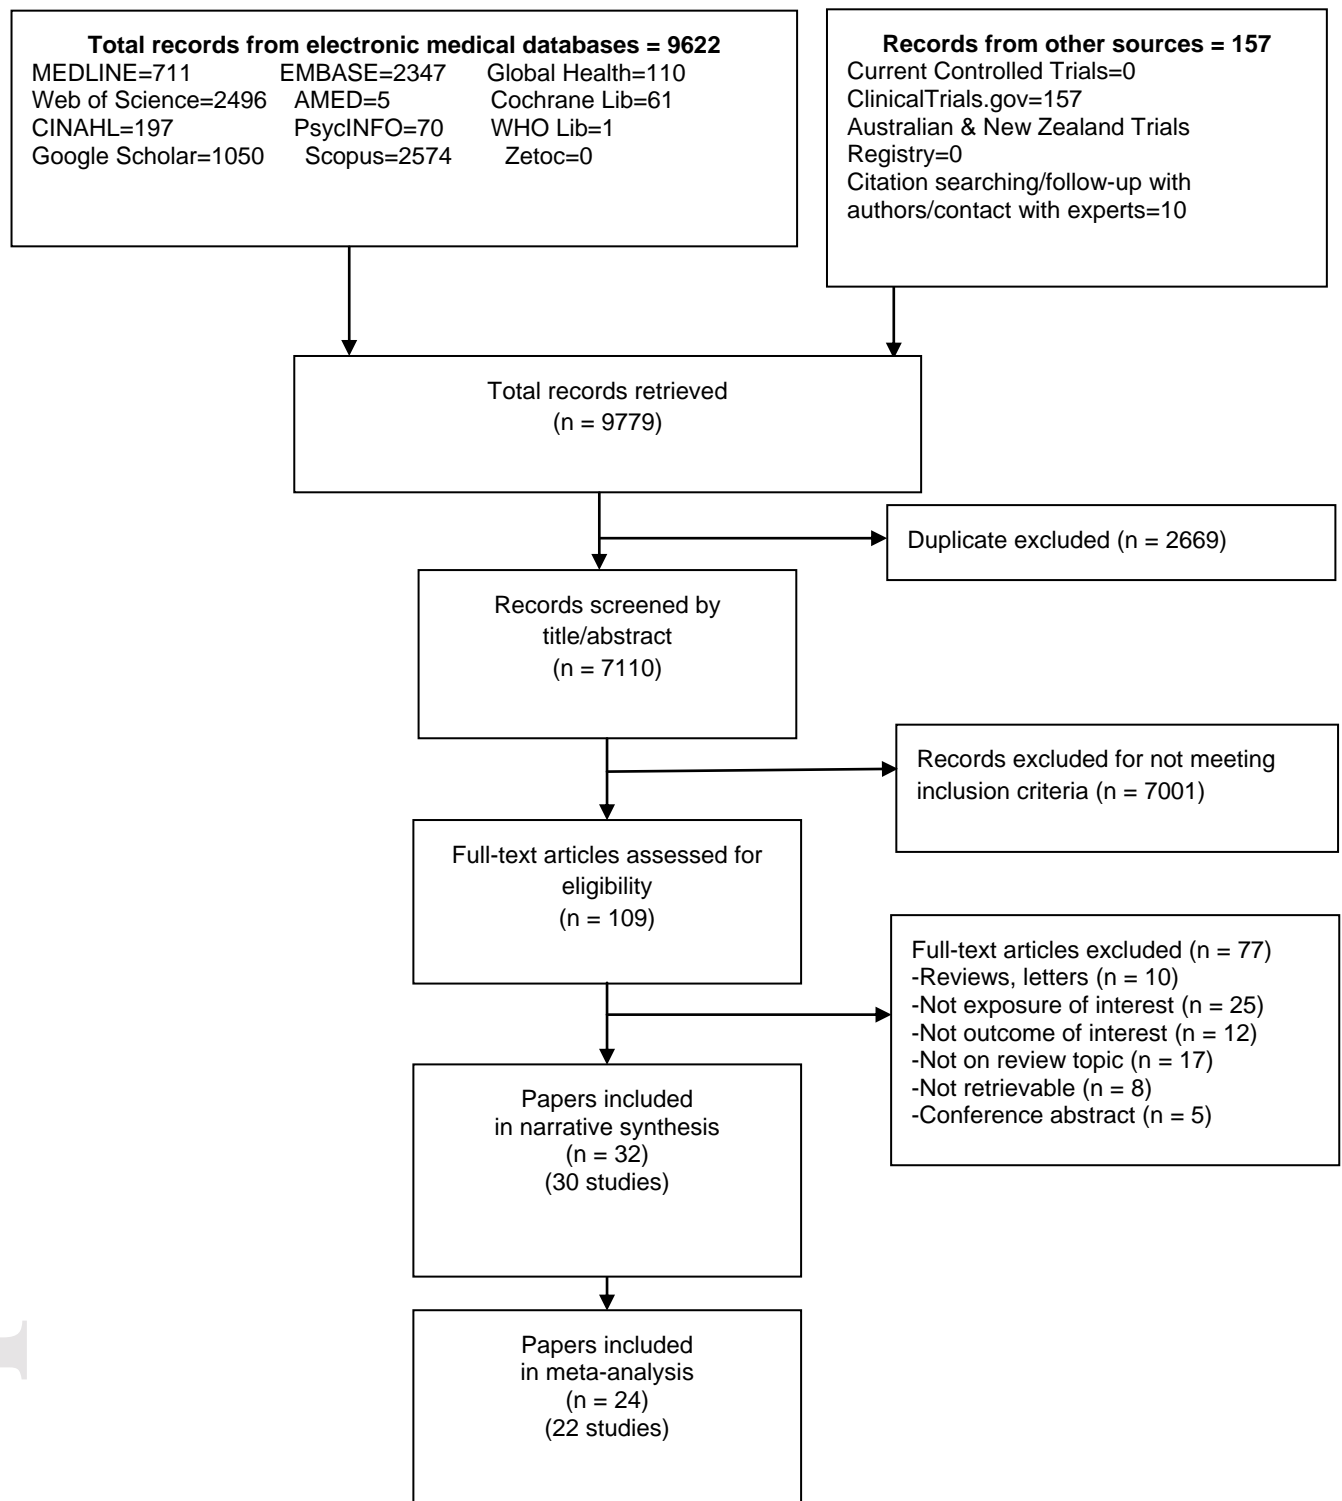 Total records from electronic medical databases = 9622
MEDLINE=711 EMBASE=2347 Global Health=110
Web of Science=2496 AMED=5 Cochrane Lib=61
CINAHL=197 PsycINFO=70 WHO Lib=1
Google Scholar=1050 Scopus=2574 Zetoc=0
Records from other sources = 157
Current Controlled Trials=0
ClinicalTrials.gov=157
Australian & New Zealand Trials
Registry=0
Citation searching/follow-up with
authors/contact with experts=10
Total records retrieved
(n = 9779)
Duplicate excluded (n = 2669)
Records screened by
title/abstract
(n = 7110)
Records excluded for not meeting
inclusion criteria (n = 7001)
Full-text articles assessed for
eligibility
(n = 109)
Full-text articles excluded (n = 77)
-Reviews, letters (n = 10)
-Not exposure of interest (n = 25)
-Not outcome of interest (n = 12)
-Not on review topic (n = 17)
-Not retrievable (n = 8)
-Conference abstract (n = 5)
Papers included
in narrative synthesis
(n = 32)
(30 studies)
Papers included
in meta-analysis
(n = 24)
(22 studies)